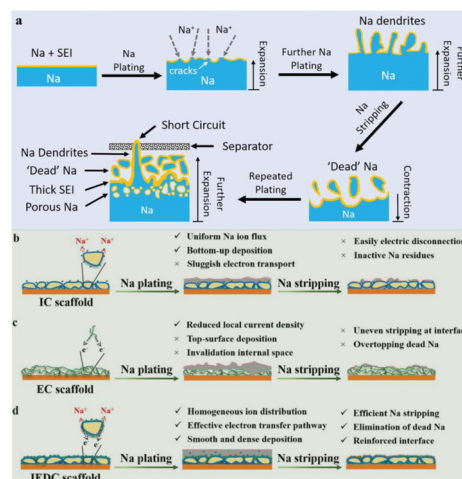 a
Na + SEI
Na
Na
Plating
Na⁺ Na⁺
cracks
Na
Expansion
Further Na
Plating
Na dendrites
Na
Further
Expansion
Na
Stripping
Short Circuit
Separator
Na Dendrites
'Dead' Na
Thick SEI
Porous Na
Na
Further
Expansion
Repeated
Plating
'Dead' Na
Na
Contraction
b
Na⁺ Na⁺
IC scaffold
✓ Uniform Na ion flux
✓ Bottom-up deposition
× Sluggish electron transport
Na plating
× Easily electric disconnection
× Inactive Na residues
Na stripping
c
e⁻ e⁻
EC scaffold
✓ Reduced local current density
× Top-surface deposition
× Invalidation internal space
Na plating
× Uneven stripping at interface
× Overtopping dead Na
Na stripping
d
Na⁺ Na⁺
e⁻ e⁻
IEDC scaffold
✓ Homogeneous ion distribution
✓ Effective electron transfer pathway
✓ Smooth and dense deposition
Na plating
✓ Efficient Na stripping
✓ Elimination of dead Na
✓ Reinforced interface
Na stripping